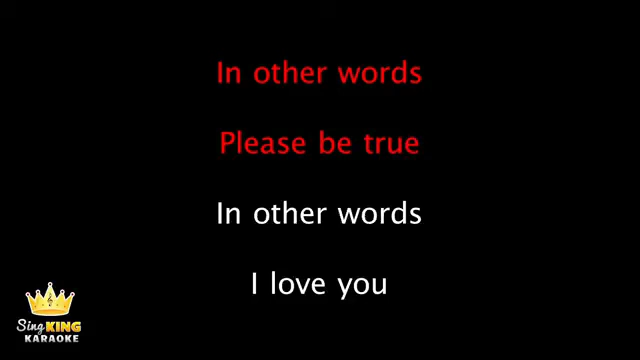 In other words
Please be true
In other words
I love you
Sing KING
KARAOKE